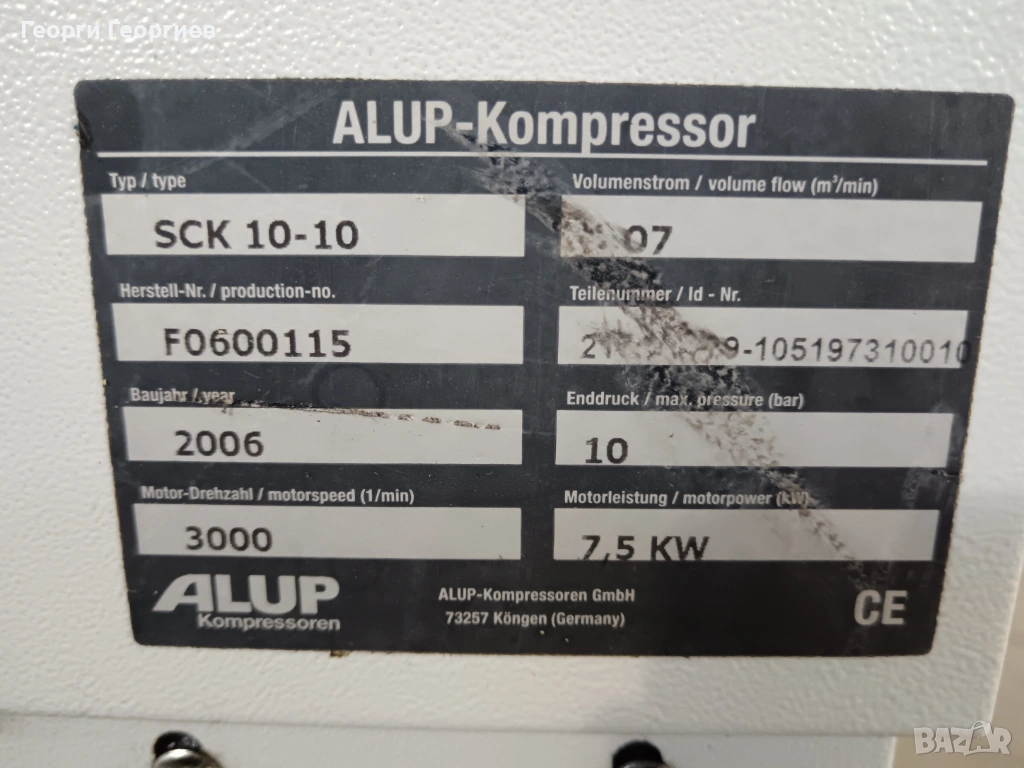 Георги Георгиев
ALUP-Kompressor
Typ / type
SCK 10-10
Volumenstrom / volume flow (m³/min)
07
Herstell-Nr. / production-no.
F0600115
Teilenummer / Id - Nr.
9-105197310010
Baujahr / year
2006
Enddruck / max. pressure (bar)
10
Motor-Drehzahl / motorspeed (1/min)
3000
Motorleistung / motorpower (kW)
7,5 KW
ALUP
Kompressoren
ALUP-Kompressoren GmbH
73257 Köngen (Germany)
CE
BAZAR